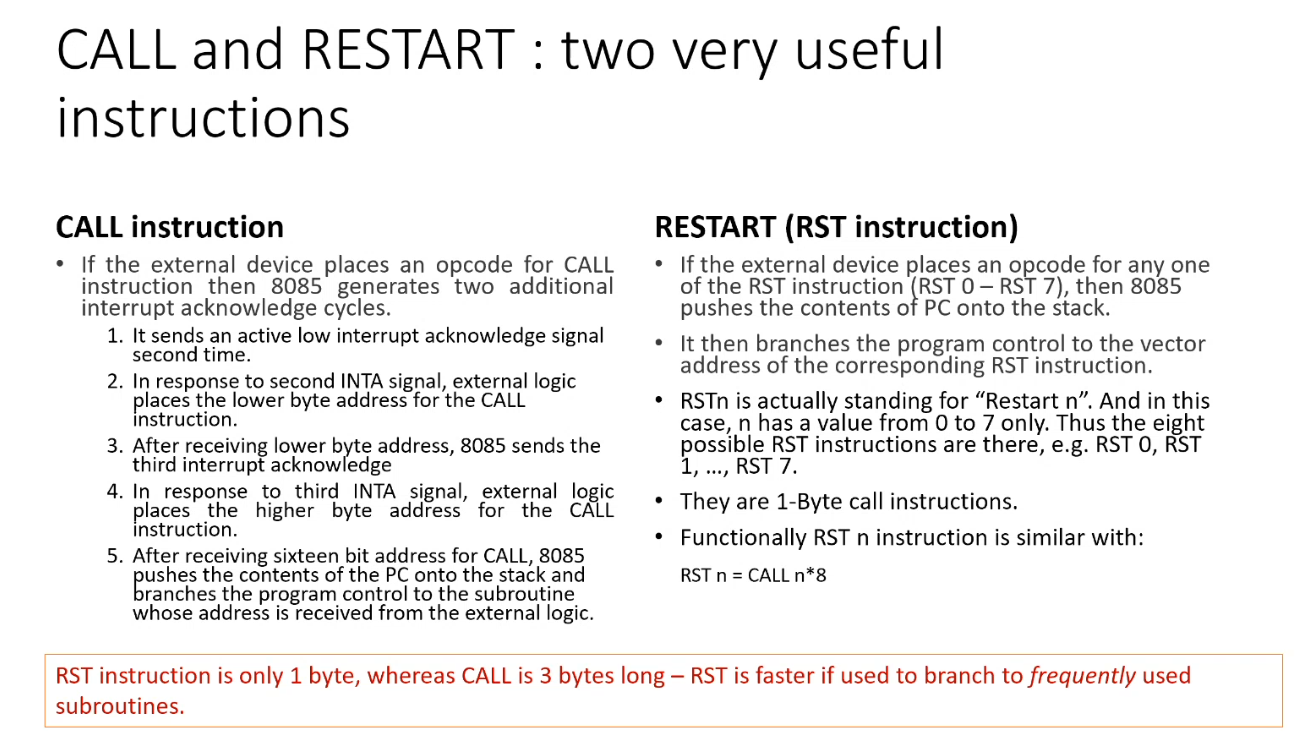 CALL and RESTART : two very useful
instructions
CALL instruction
• If the external device places an opcode for CALL
instruction then 8085 generates two additional
interrupt acknowledge cycles.
1. It sends an active low interrupt acknowledge signal
second time.
2. In response to second INTA signal, external logic
places the lower byte address for the CALL
instruction.
3. After receiving lower byte address, 8085 sends the
third interrupt acknowledge
4. In response to third INTA signal, external logic
places the higher byte address for the CALL
instruction.
5. After receiving sixteen bit address for CALL, 8085
pushes the contents of the PC onto the stack and
branches the program control to the subroutine
whose address is received from the external logic.
RESTART (RST instruction)
• If the external device places an opcode for any one
of the RST instruction (RST 0 – RST 7), then 8085
pushes the contents of PC onto the stack.
• It then branches the program control to the vector
address of the corresponding RST instruction.
• RSTn is actually standing for “Restart n”. And in this
case, n has a value from 0 to 7 only. Thus the eight
possible RST instructions are there, e.g. RST 0, RST
1, …, RST 7.
• They are 1-Byte call instructions.
• Functionally RST n instruction is similar with:
RST n = CALL n*8
RST instruction is only 1 byte, whereas CALL is 3 bytes long – RST is faster if used to branch to frequently used
subroutines.